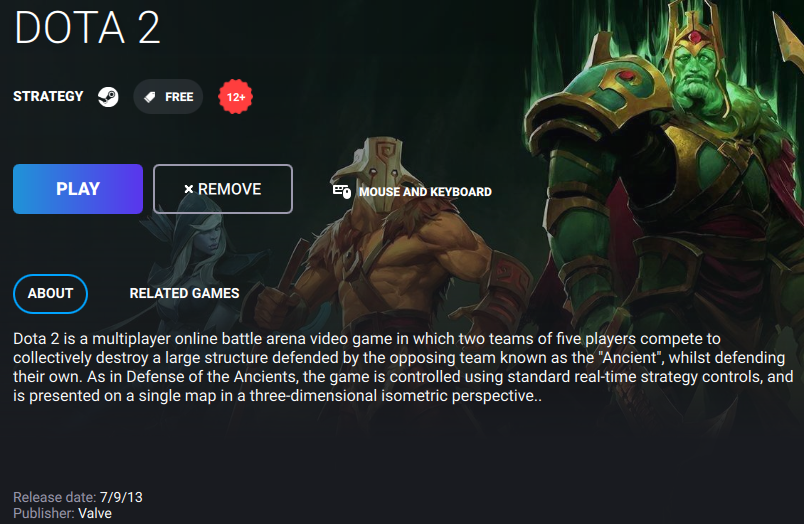 DOTA 2
STRATEGY FREE 12+
PLAY × REMOVE MOUSE AND KEYBOARD
ABOUT RELATED GAMES
Dota 2 is a multiplayer online battle arena video game in which two teams of five players compete to
collectively destroy a large structure defended by the opposing team known as the "Ancient", whilst defending
their own. As in Defense of the Ancients, the game is controlled using standard real-time strategy controls, and
is presented on a single map in a three-dimensional isometric perspective..
Release date: 7/9/13
Publisher: Valve